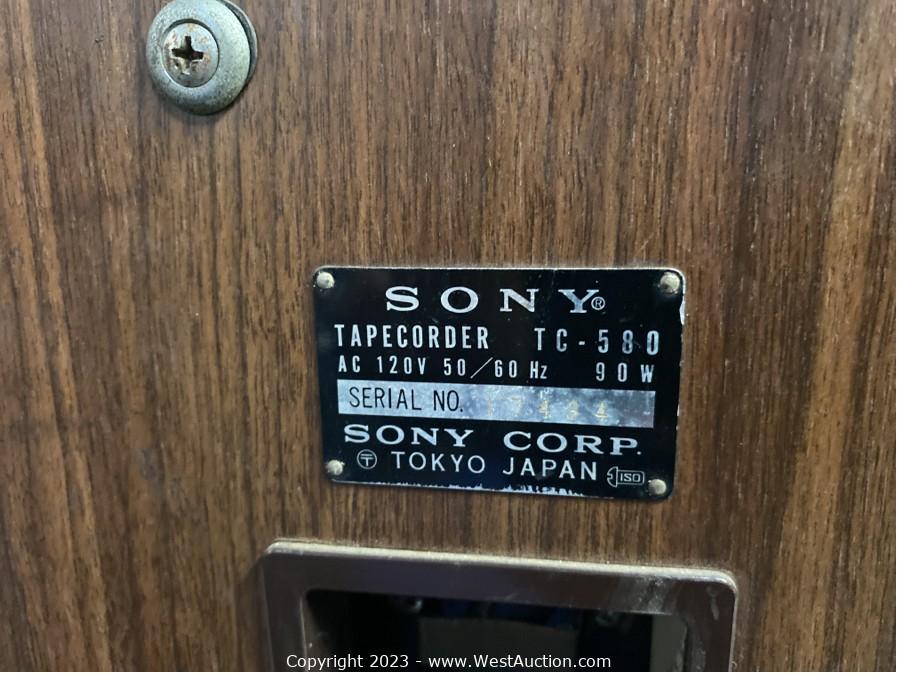 SONY®
TAPECORDER TC-580
AC 120V 50/60 Hz 90W
SERIAL NO.
SONY CORP.
〶 TOKYO JAPAN ISO
Copyright 2023 - www.WestAuction.com